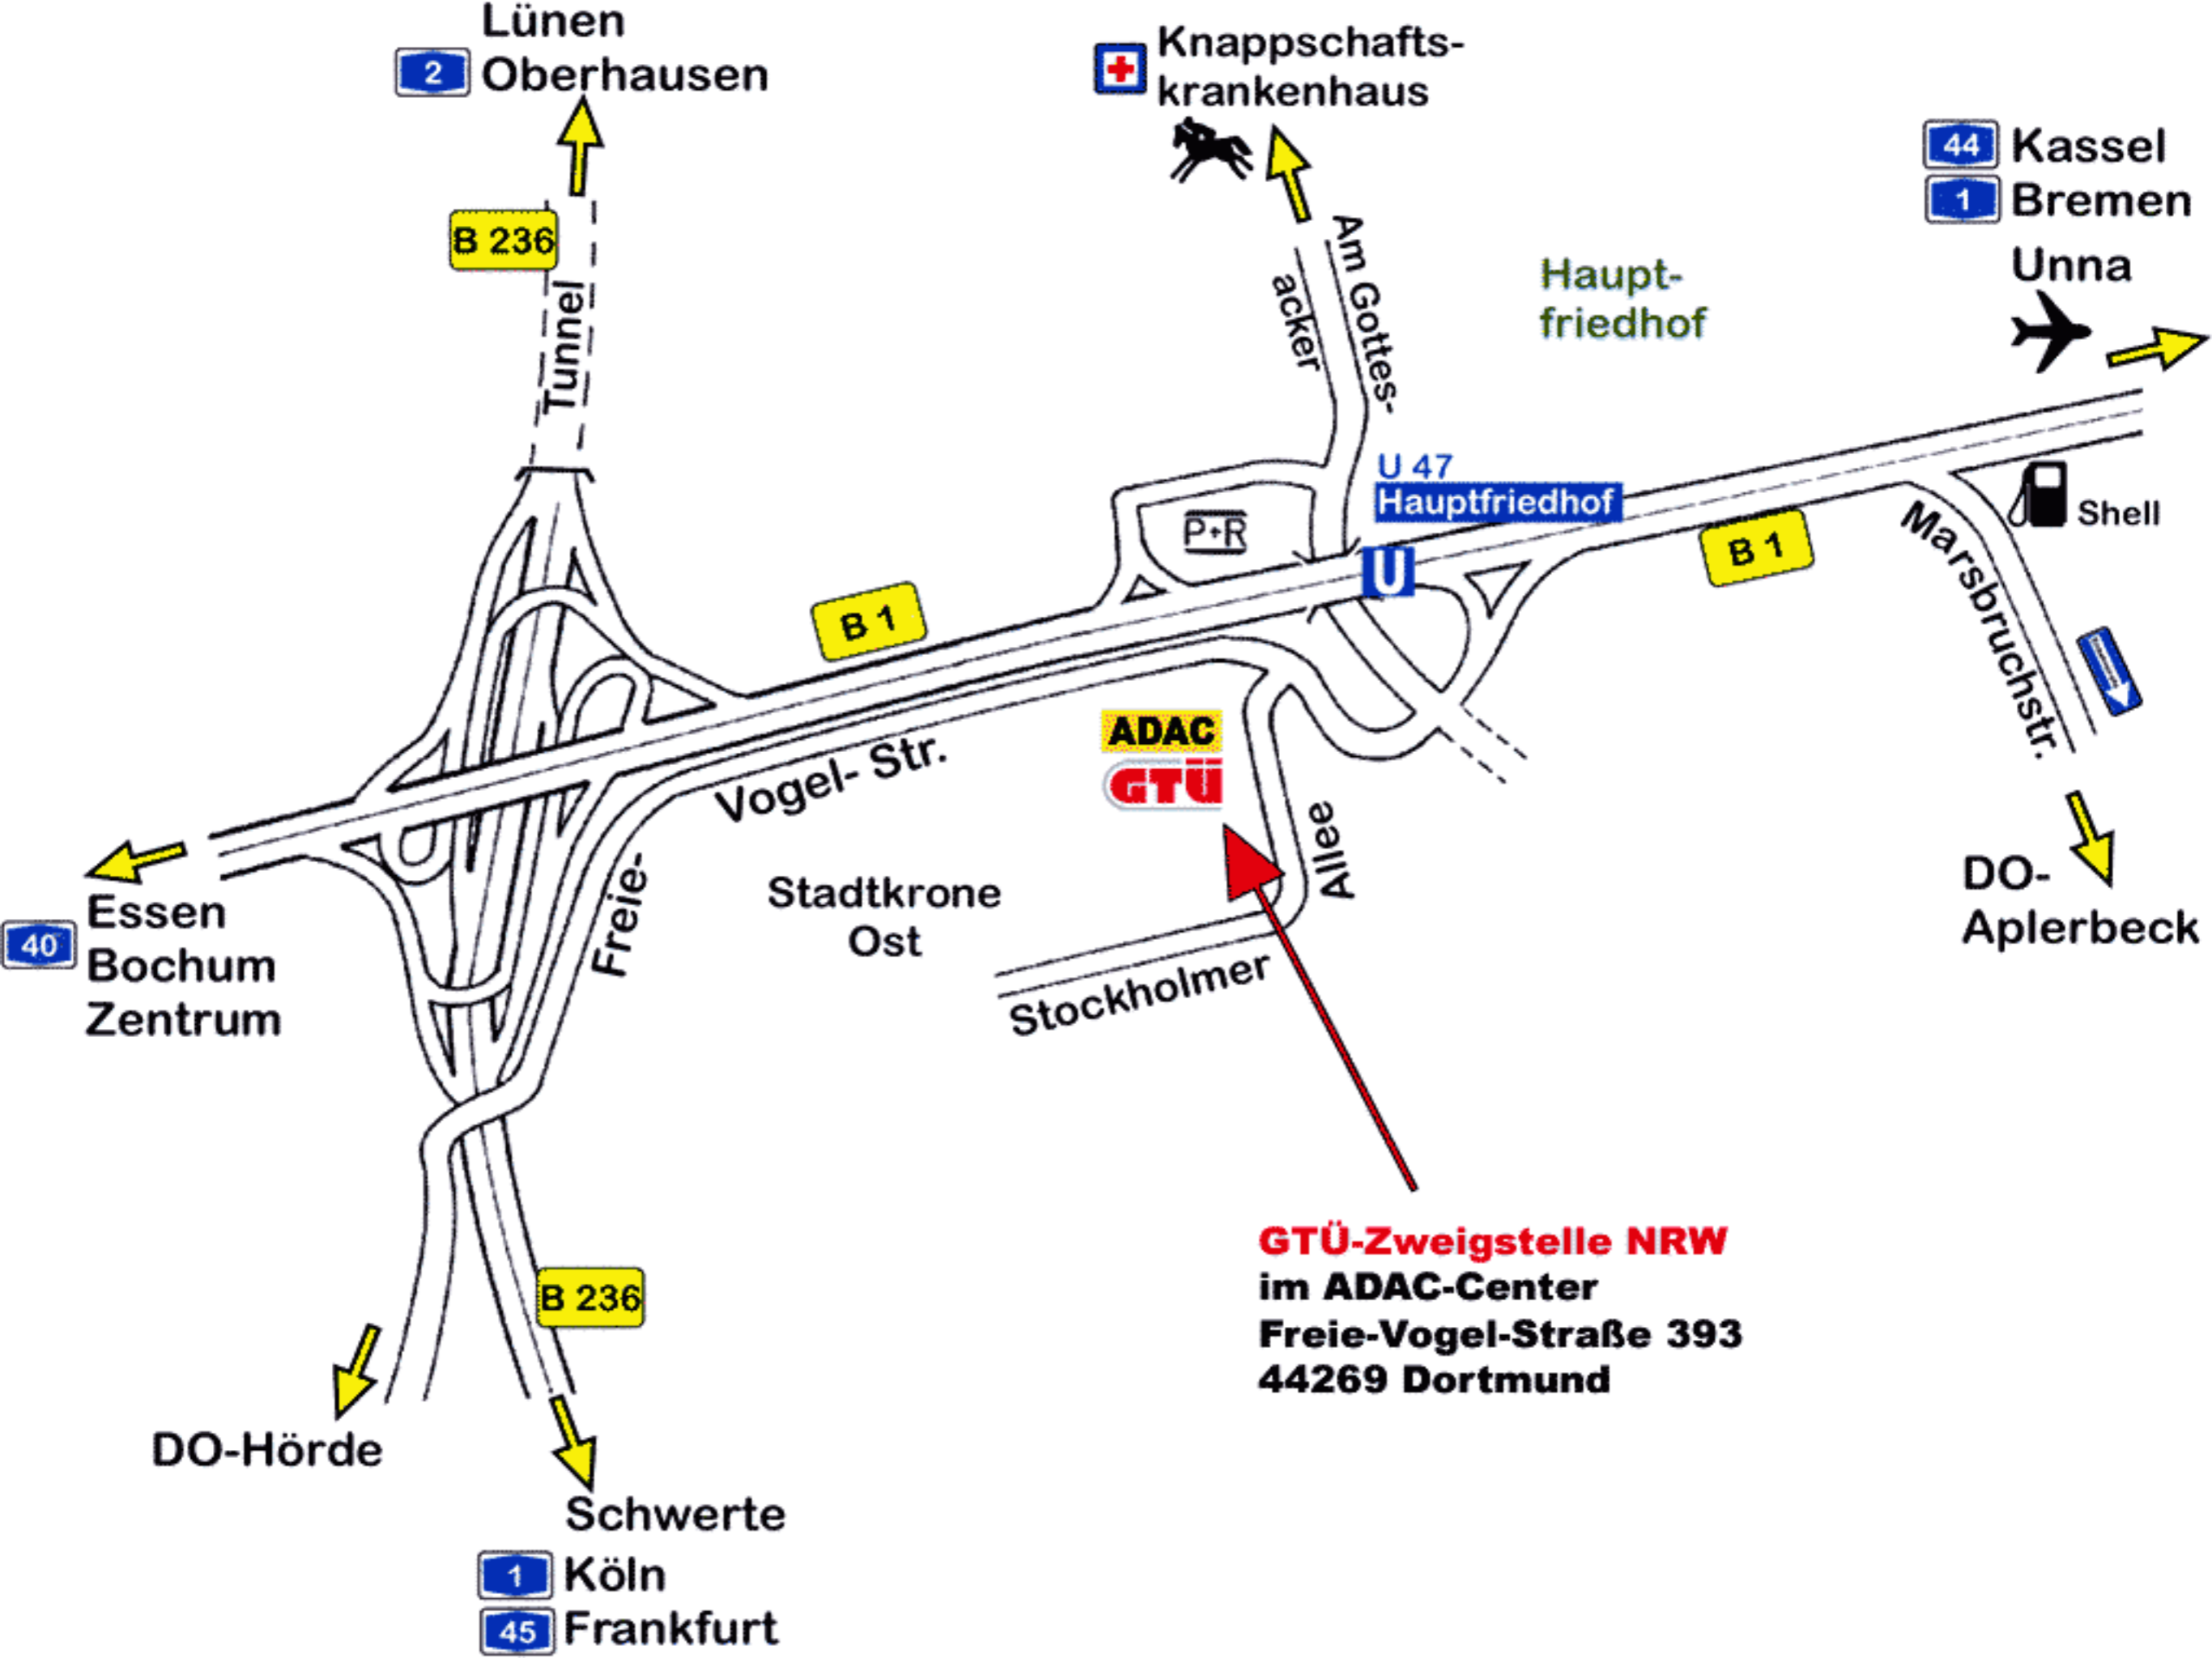 Lünen
2 Oberhausen
Knappschafts-
krankenhaus
44 Kassel
1 Bremen
Unna
B 236
Tunnel
Am Gottes-
acker
Haupt-
friedhof
U 47
Hauptfriedhof
P+R
U
Shell
B 1
B 1
Marsbruchstr.
ADAC
GTÜ
Freie-
Vogel- Str.
Stadtkrone
Ost
Stockholmer
Allee
Essen
40 Bochum
Zentrum
DO-
Aplerbeck
B 236
DO-Hörde
Schwerte
1 Köln
45 Frankfurt
GTÜ-Zweigstelle NRW
im ADAC-Center
Freie-Vogel-Straße 393
44269 Dortmund